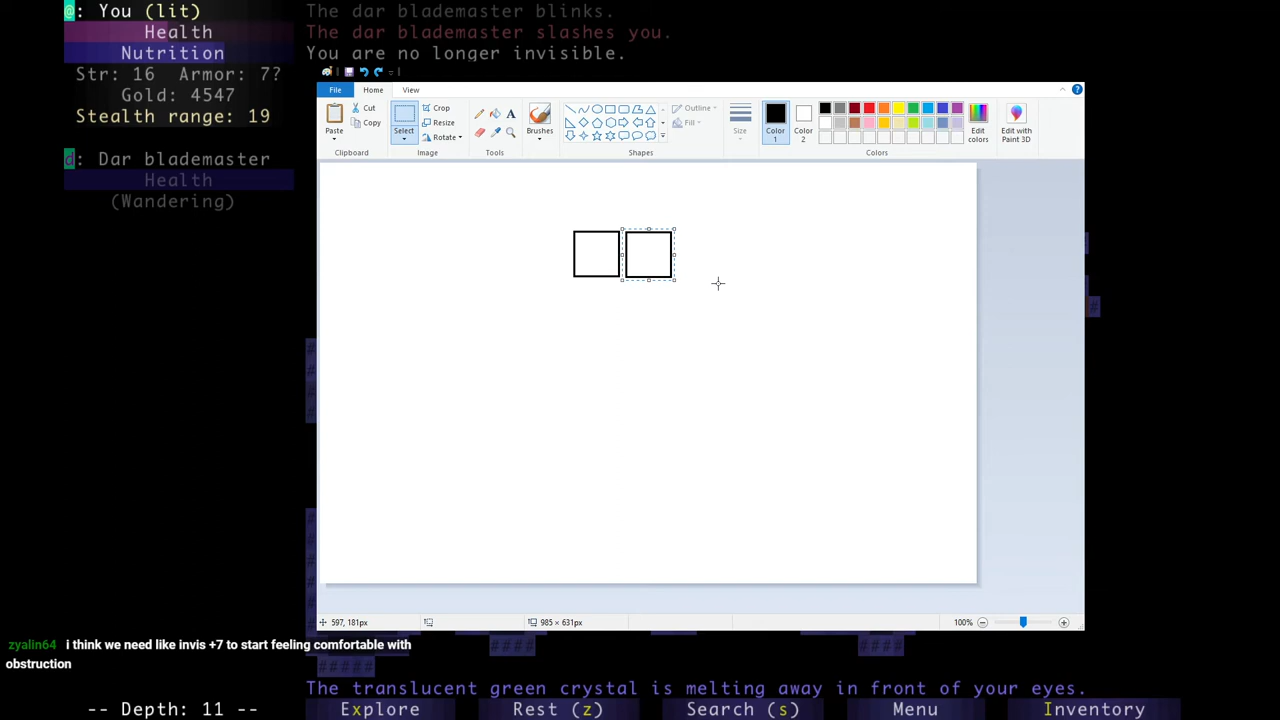 @: You (lit)
Health
Nutrition
Str: 16 Armor: 7?
Gold: 4547
Stealth range: 19
d: Dar blademaster
Health
(Wandering)
The dar blademaster blinks.
The dar blademaster slashes you.
You are no longer invisible.
File
Home
View
Paste
Cut
Copy
Clipboard
Select
Crop
Resize
Rotate
Image
A
Tools
Brushes
Outline
Fill
Shapes
Size
Color
1
Color
2
Edit
colors
Edit with
Paint 3D
Colors
597, 181px
985 × 631px
100%
zyalin64 i think we need like invis +7 to start feeling comfortable with
obstruction
####
####
#####
The translucent green crystal is melting away in front of your eyes.
-- Depth: 11 --
Explore
Rest (z)
Search (s)
Menu
Inventory